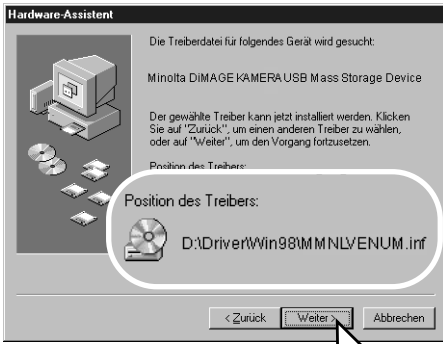 Hardware-Assistent
Die Treiberdatei für folgendes Gerät wird gesucht:
Minolta DiMAGE KAMERA USB Mass Storage Device
Der gewählte Treiber kann jetzt installiert werden. Klicken
Sie auf "Zurück", um einen anderen Treiber zu wählen,
oder auf "Weiter", um den Vorgang fortzusetzen.
Position des Treibers:
Position des Treibers:
D:\Driver\Win98\MMNLVENUM.inf
< Zurück
Weiter >
Abbrechen